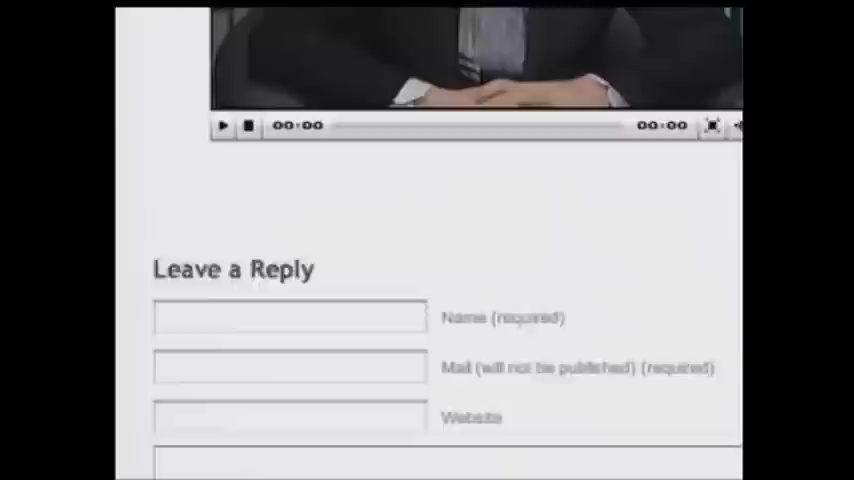 00:00 00:00
Leave a Reply
Name (required)
Mail (will not be published) (required)
Website